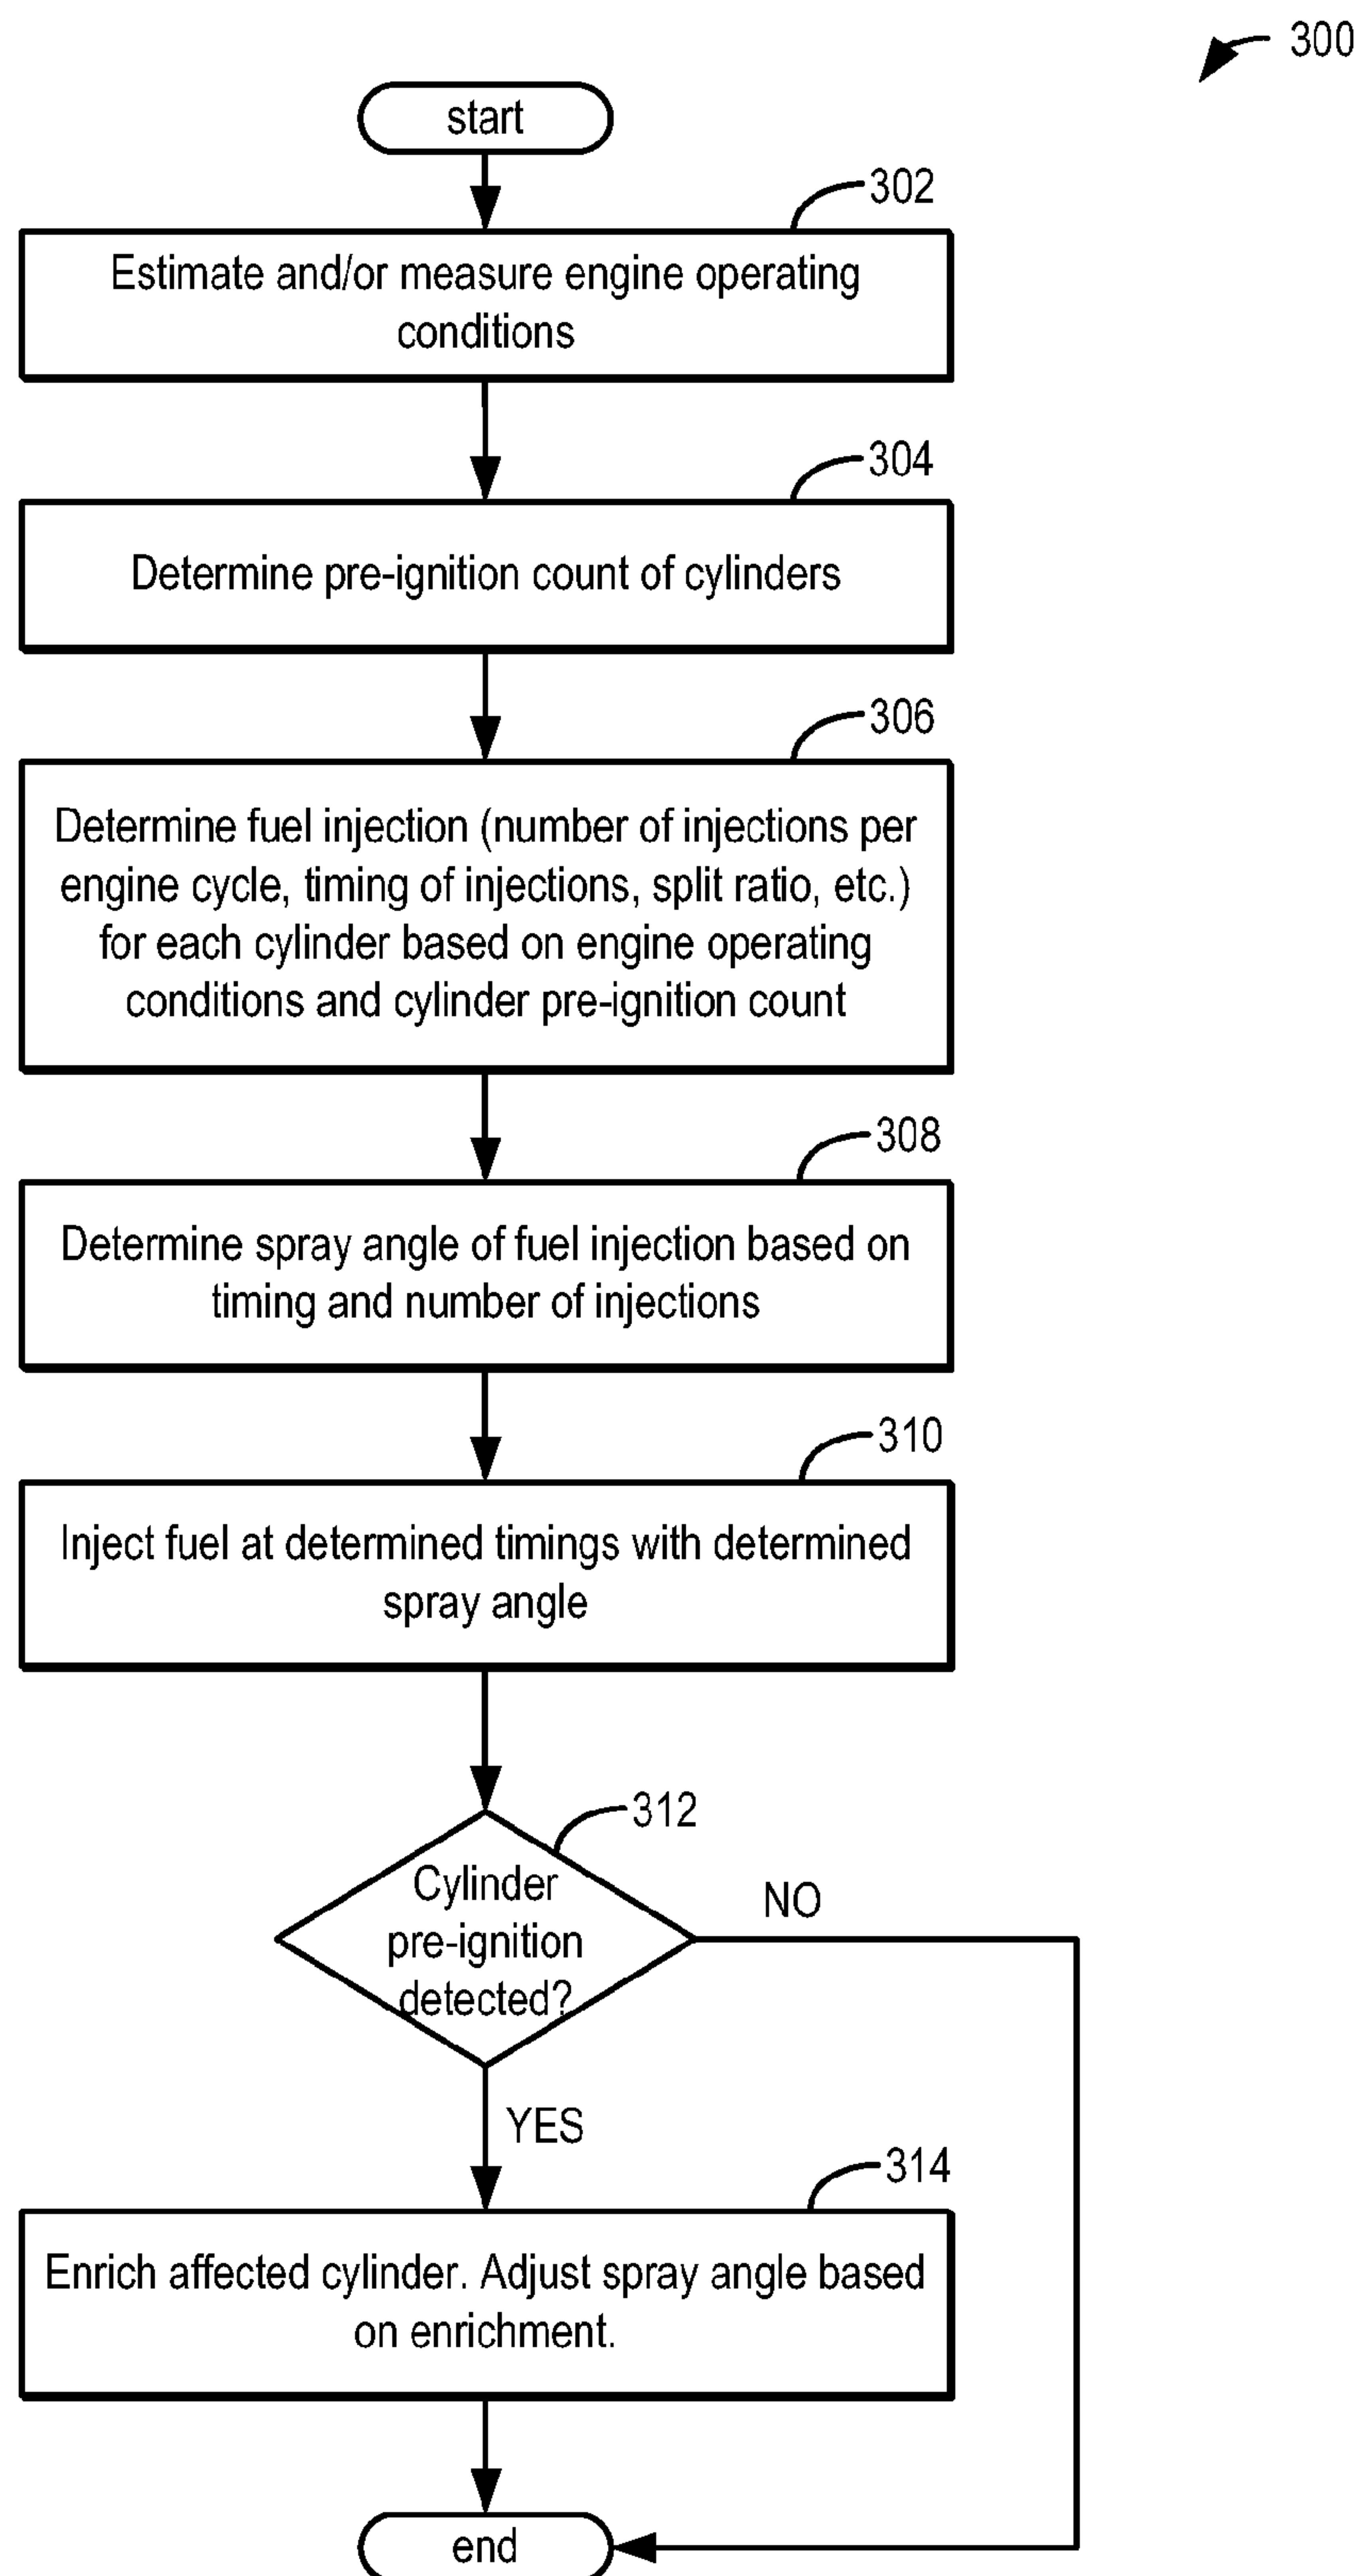 300
start
302
Estimate and/or measure engine operating
conditions
304
Determine pre-ignition count of cylinders
306
Determine fuel injection (number of injections per
engine cycle, timing of injections, split ratio, etc.)
for each cylinder based on engine operating
conditions and cylinder pre-ignition count
308
Determine spray angle of fuel injection based on
timing and number of injections
310
Inject fuel at determined timings with determined
spray angle
312
Cylinder
pre-ignition
detected?
NO
YES
314
Enrich affected cylinder. Adjust spray angle based
on enrichment.
end